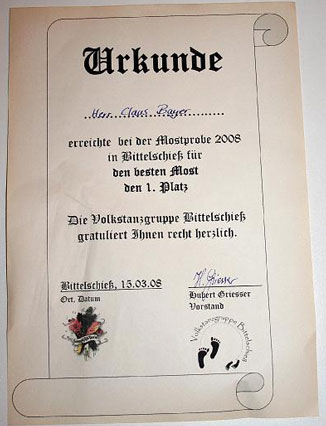 Urkunde
Herr Claus Bayer
erreichte bei der Mostprobe 2008
in Bittelschieß für
den besten Most
den 1. Platz
Die Volkstanzgruppe Bittelschieß
gratuliert Ihnen recht herzlich.
Bittelschieß, 15.03.08
Ort, Datum
H. Griesser
Hubert Griesser
Vorstand
Volkstanzgruppe Bittelschieß